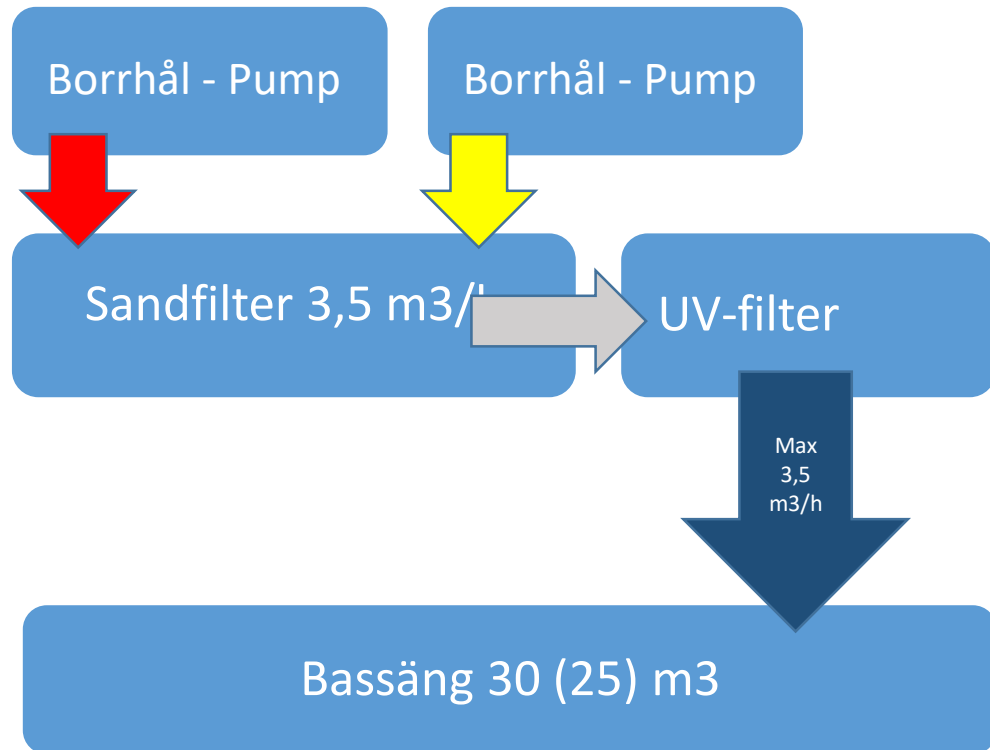 Borrhål - Pump
Borrhål - Pump
Sandfilter 3,5 m3/
UV-filter
Max
3,5
m3/h
Bassäng 30 (25) m3